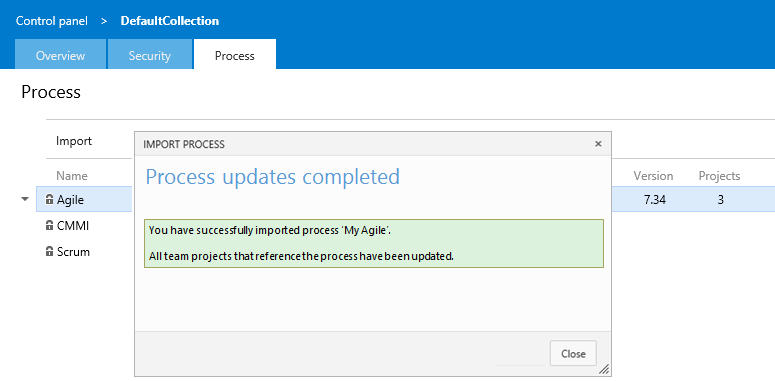 Control panel > DefaultCollection
Overview Security Process
Process
Import
IMPORT PROCESS ×
Process updates completed
Name Version Projects
Agile 7.34 3
You have successfully imported process 'My Agile'.
CMMI
Scrum
All team projects that reference the process have been updated.
Close